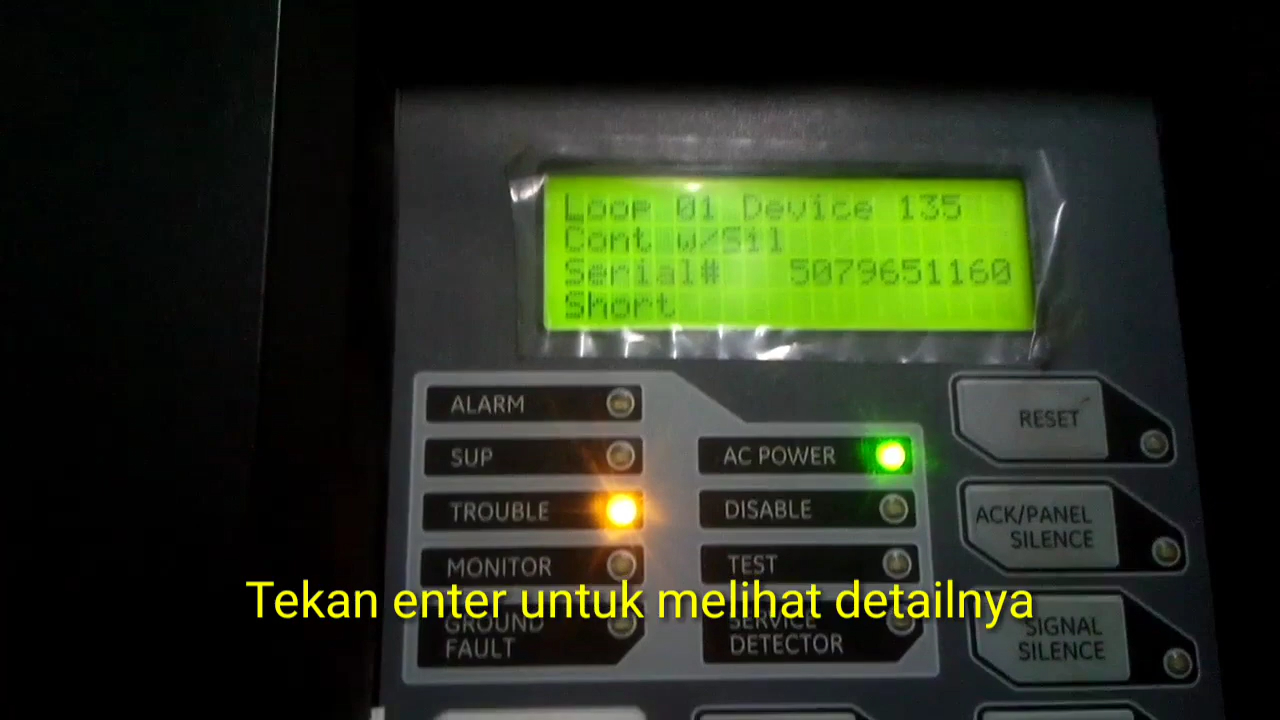 Loop 01 Device 135
Cont w/Sil
Serial# 5079651160
Short
ALARM
SUP
TROUBLE
MONITOR
GROUND
FAULT
AC POWER
DISABLE
TEST
SERVICE
DETECTOR
RESET
ACK/PANEL
SILENCE
SIGNAL
SILENCE
Tekan enter untuk melihat detailnya